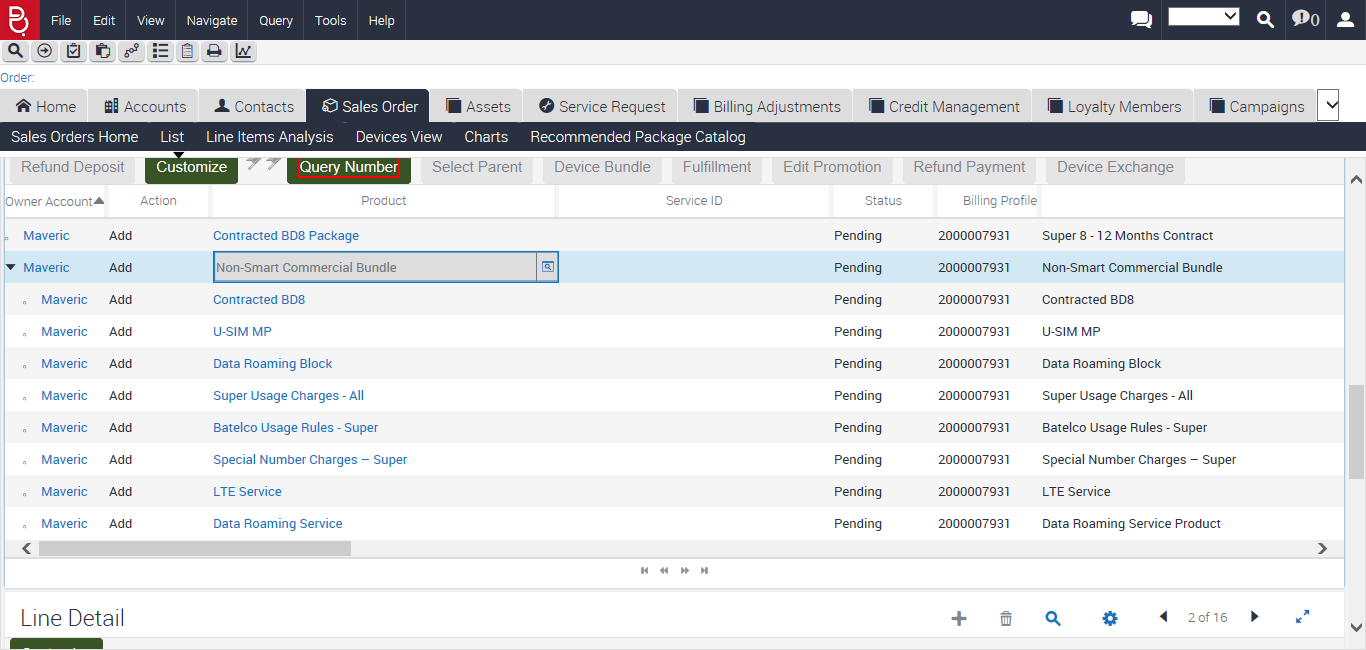 File Edit View Navigate Query Tools Help 0
Order:
Home Accounts Contacts Sales Order Assets Service Request Billing Adjustments Credit Management Loyalty Members Campaigns
Sales Orders Home List Line Items Analysis Devices View Charts Recommended Package Catalog
Refund Deposit Customize Query Number Select Parent Device Bundle Fulfillment Edit Promotion Refund Payment Device Exchange
Owner Account Action Product Service ID Status Billing Profile
Maveric Add Contracted BD8 Package Pending 2000007931 Super 8 - 12 Months Contract
Maveric Add Non-Smart Commercial Bundle Pending 2000007931 Non-Smart Commercial Bundle
Maveric Add Contracted BD8 Pending 2000007931 Contracted BD8
Maveric Add U-SIM MP Pending 2000007931 U-SIM MP
Maveric Add Data Roaming Block Pending 2000007931 Data Roaming Block
Maveric Add Super Usage Charges - All Pending 2000007931 Super Usage Charges - All
Maveric Add Batelco Usage Rules - Super Pending 2000007931 Batelco Usage Rules - Super
Maveric Add Special Number Charges – Super Pending 2000007931 Special Number Charges – Super
Maveric Add LTE Service Pending 2000007931 LTE Service
Maveric Add Data Roaming Service Pending 2000007931 Data Roaming Service Product
Line Detail 2 of 16